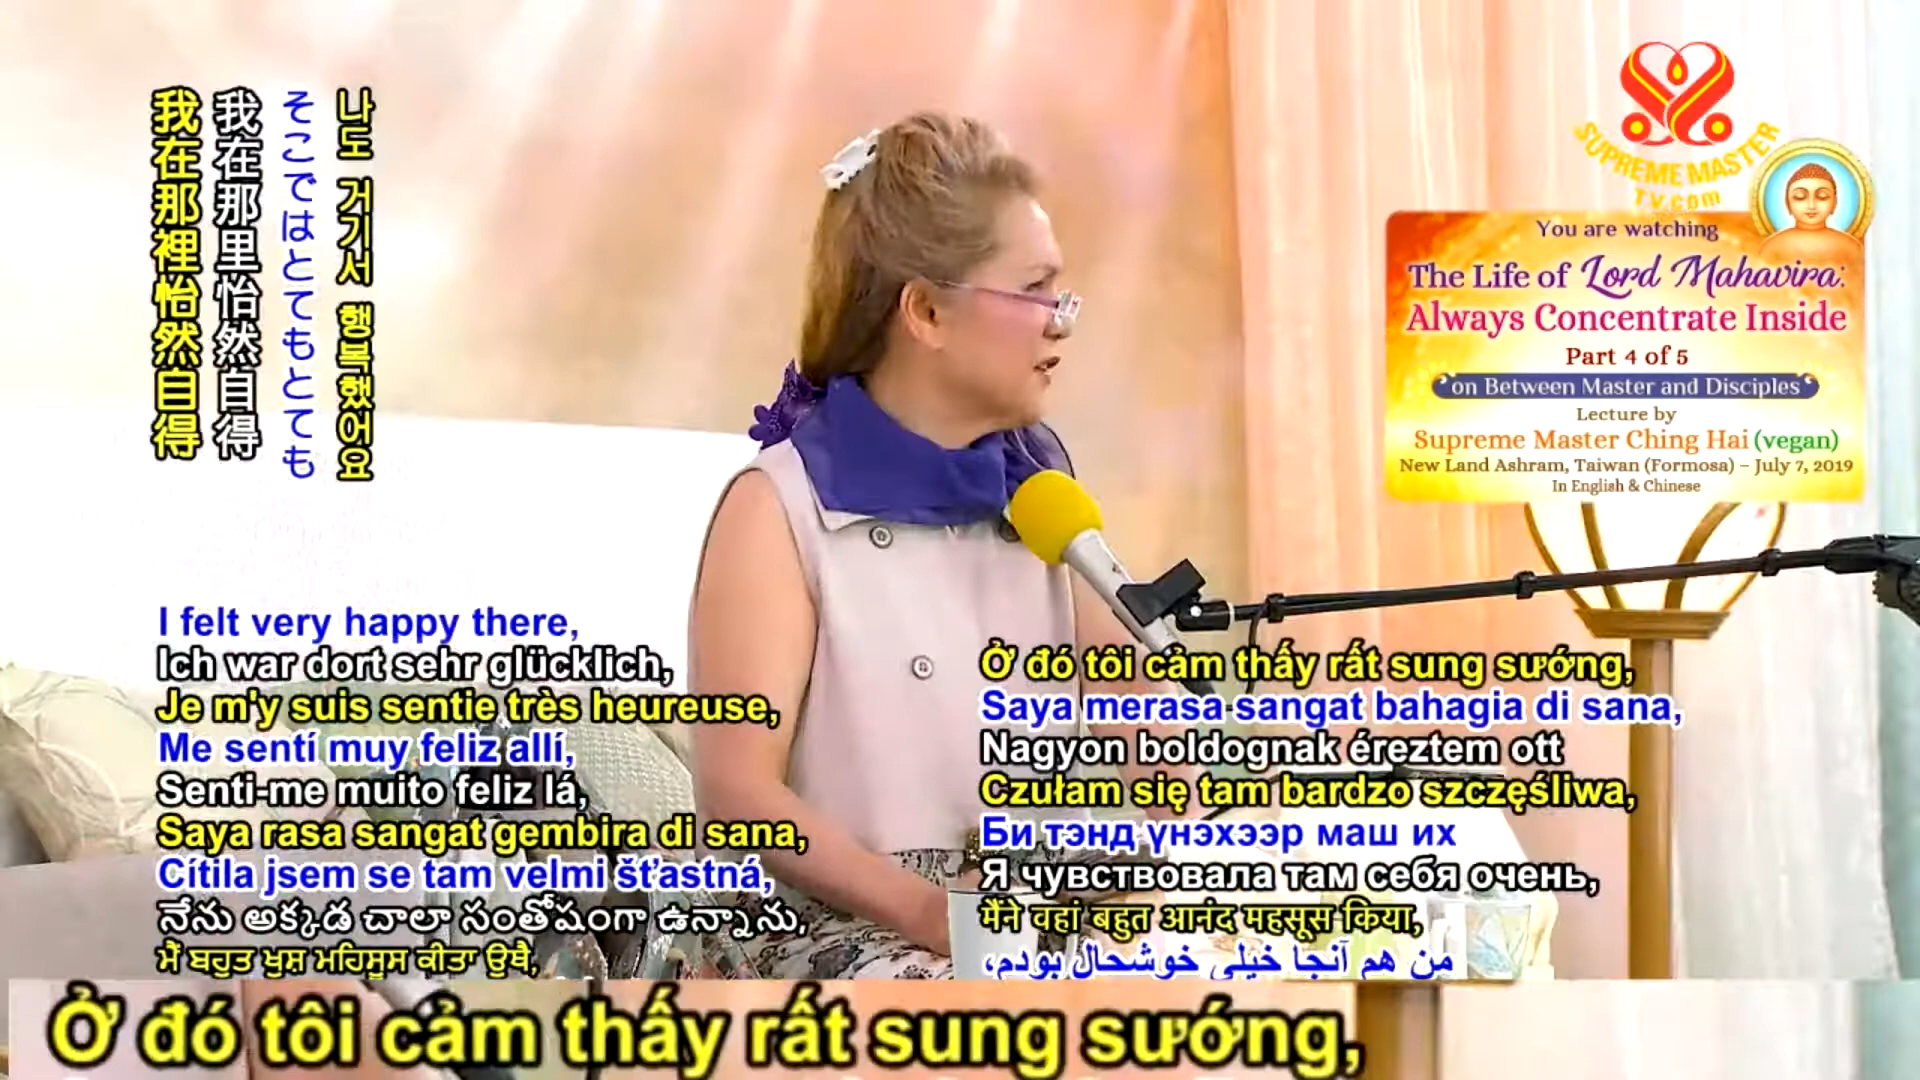 我在那裡怡然自得
我在那里怡然自得
そこではとてもとても
나도 거기서 행복했어요
SUPREME MASTER
TV.com
You are watching
The Life of Lord Mahavira:
Always Concentrate Inside
Part 4 of 5
on Between Master and Disciples
Lecture by
Supreme Master Ching Hai (vegan)
New Land Ashram, Taiwan (Formosa) – July 7, 2019
In English & Chinese
I felt very happy there,
Ich war dort sehr glücklich,
Je m'y suis sentie très heureuse,
Me sentí muy feliz allí,
Senti-me muito feliz lá,
Saya rasa sangat gembira di sana,
Cítila jsem se tam velmi šťastná,
నేను అక్కడ చాలా సంతోషంగా ఉన్నాను,
ਮੈਂ ਬਹੁਤ ਖੁਸ਼ ਮਹਿਸੂਸ ਕੀਤਾ ਉਥੈ,
Ở đó tôi cảm thấy rất sung sướng,
Saya merasa sangat bahagia di sana,
Nagyon boldognak éreztem ott
Czułam się tam bardzo szczęśliwa,
Би тэнд үнэхээр маш их
Я чувствовала там себя очень,
मैंने वहां बहुत आनंद महसूस किया,
من هم آنجا خیلی خوشحال بودم،
Ở đó tôi cảm thấy rất sung sướng,